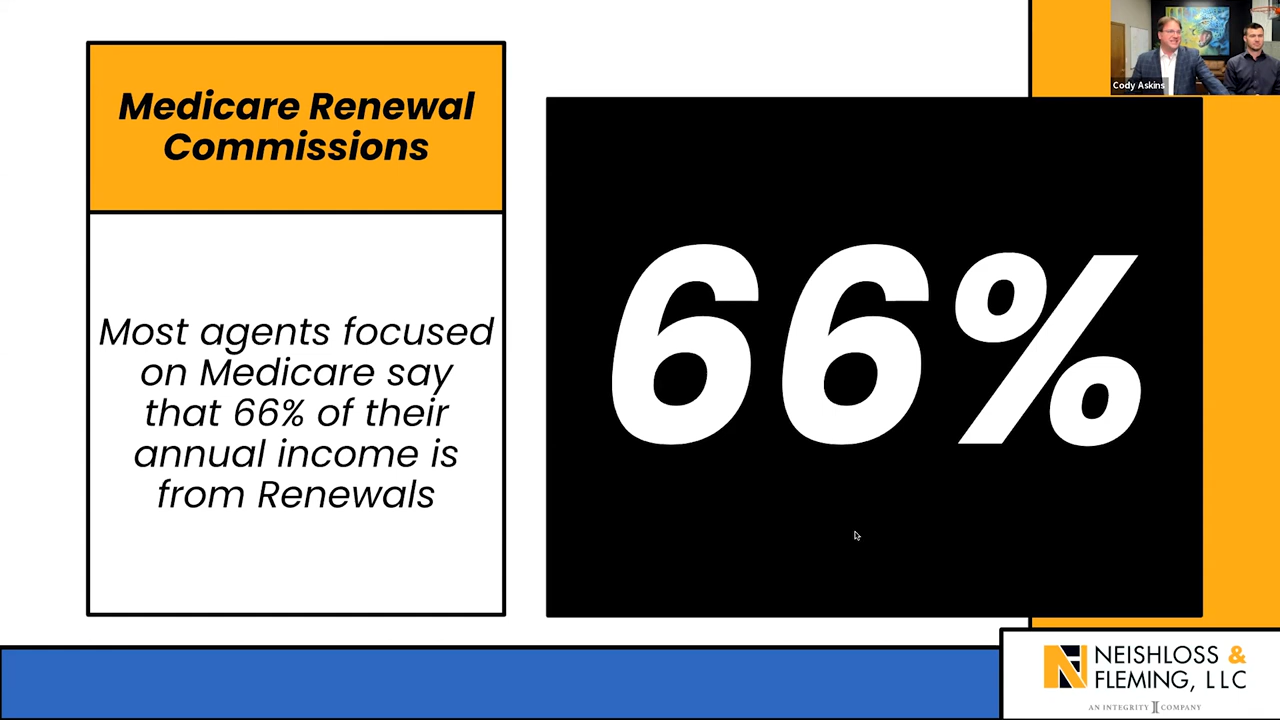 Medicare Renewal
Commissions
Most agents focused
on Medicare say
that 66% of their
annual income is
from Renewals
66%
Cody Askins
NEISHLOSS &
FLEMING, LLC
AN INTEGRITY COMPANY